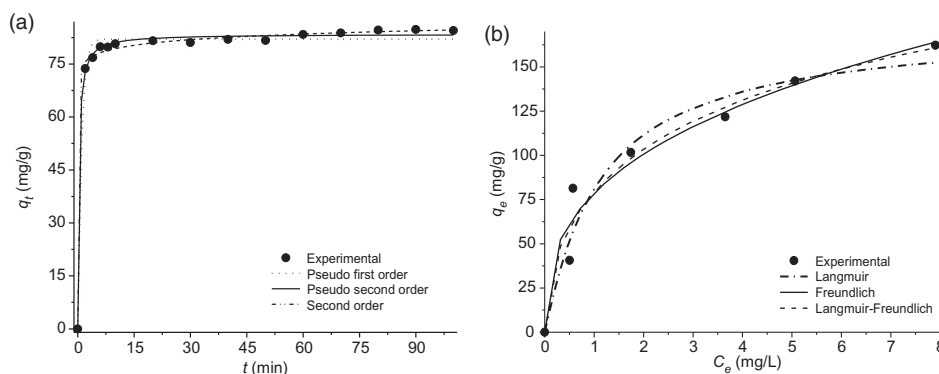 (a)
75
60
45
30
15
0
q_t (mg/g)
Experimental
Pseudo first order
Pseudo second order
Second order
0 15 30 45 60 75 90
t (min)
(b)
150
125
100
75
50
25
0
q_e (mg/g)
Experimental
Langmuir
Freundlich
Langmuir-Freundlich
0 1 2 3 4 5 6 7 8
C_e (mg/L)